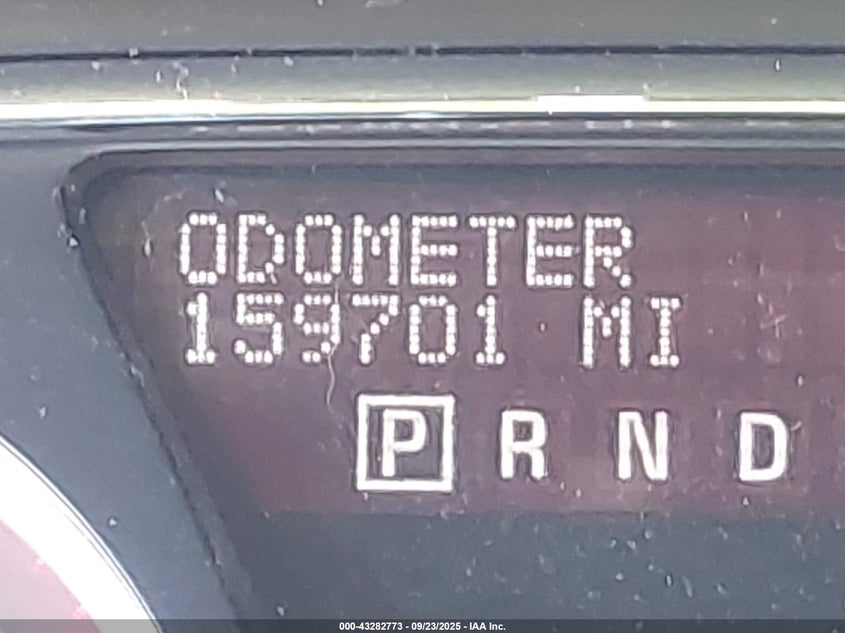 ODOMETER
159701 MI
P R N D
000-43282773 - 09/23/2025 - IAA Inc.